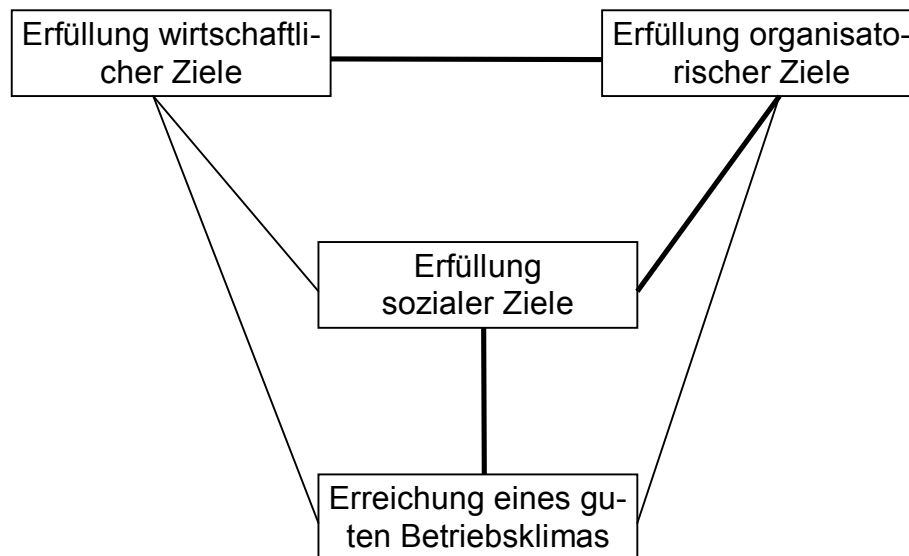 Erfüllung wirtschaftli-
cher Ziele
Erfüllung organisato-
rischer Ziele
Erfüllung
sozialer Ziele
Erreichung eines gu-
ten Betriebsklimas